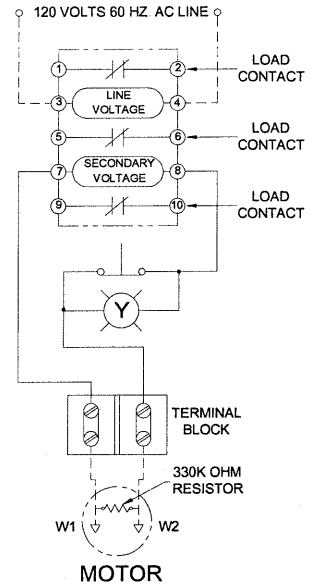 120 VOLTS 60 HZ. AC LINE
1
2
LOAD
CONTACT
3
LINE
VOLTAGE
4
5
6
LOAD
CONTACT
7
SECONDARY
VOLTAGE
8
9
10
LOAD
CONTACT
Y
TERMINAL
BLOCK
330K OHM
RESISTOR
W1
W2
MOTOR